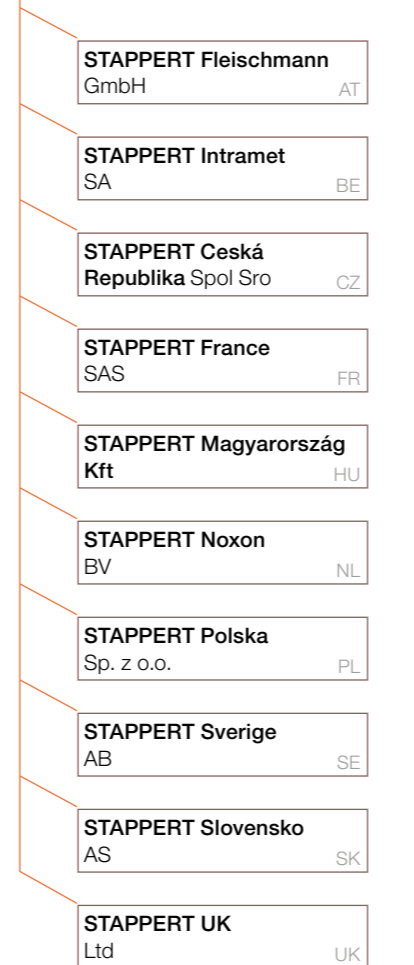 STAPPERT Fleischmann
GmbH AT
STAPPERT Intramet
SA BE
STAPPERT Ceská
Republika Spol Sro CZ
STAPPERT France
SAS FR
STAPPERT Magyarország
Kft HU
STAPPERT Noxon
BV NL
STAPPERT Polska
Sp. z o.o. PL
STAPPERT Sverige
AB SE
STAPPERT Slovensko
AS SK
STAPPERT UK
Ltd UK